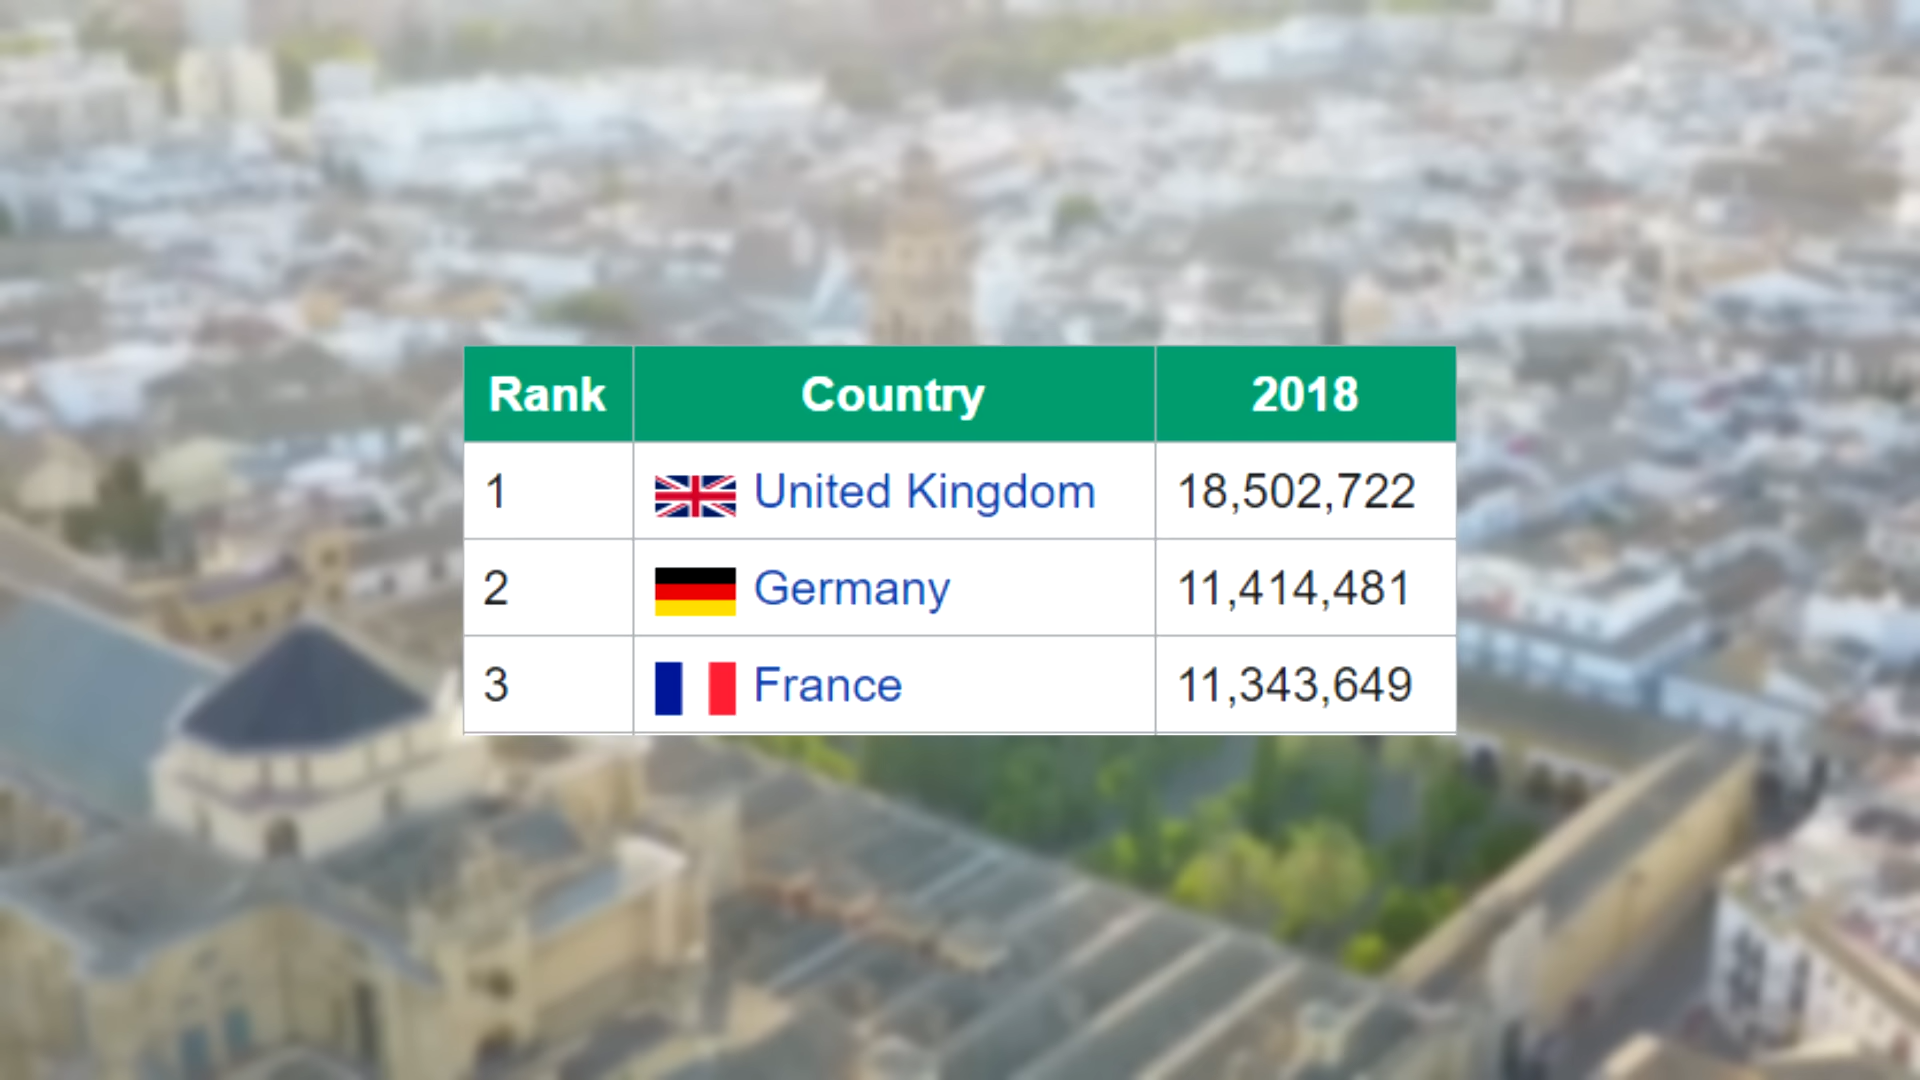 Rank Country 2018
1 United Kingdom 18,502,722
2 Germany 11,414,481
3 France 11,343,649